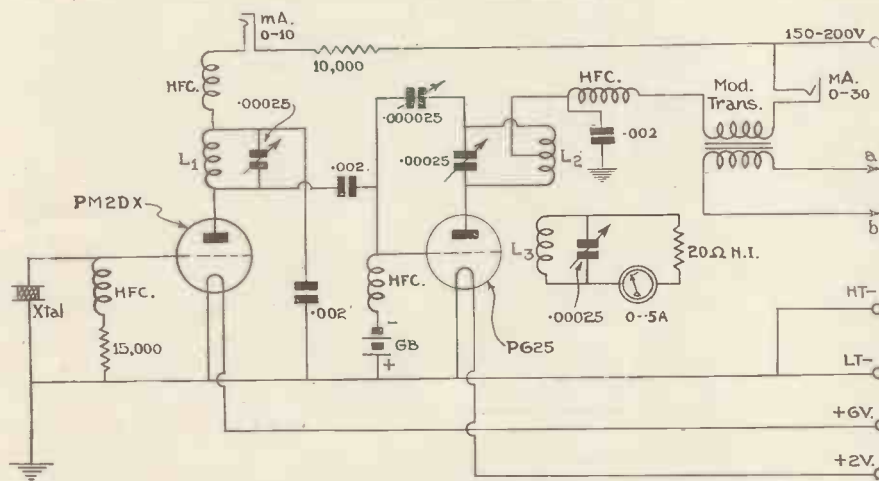 mA.
0-10
10,000
150-200V
HFC.
·00025
·000025
HFC.
Mod.
Trans.
MA.
0-30
L1
·002
·00025
L2
·002
a
PM2DX
b
L3
20Ω N.I.
Xtal
HFC.
HFC.
·002
·00025
0-·5A
HT-
15,000
-
GB
+
PG25
LT-
+6V.
+2V.